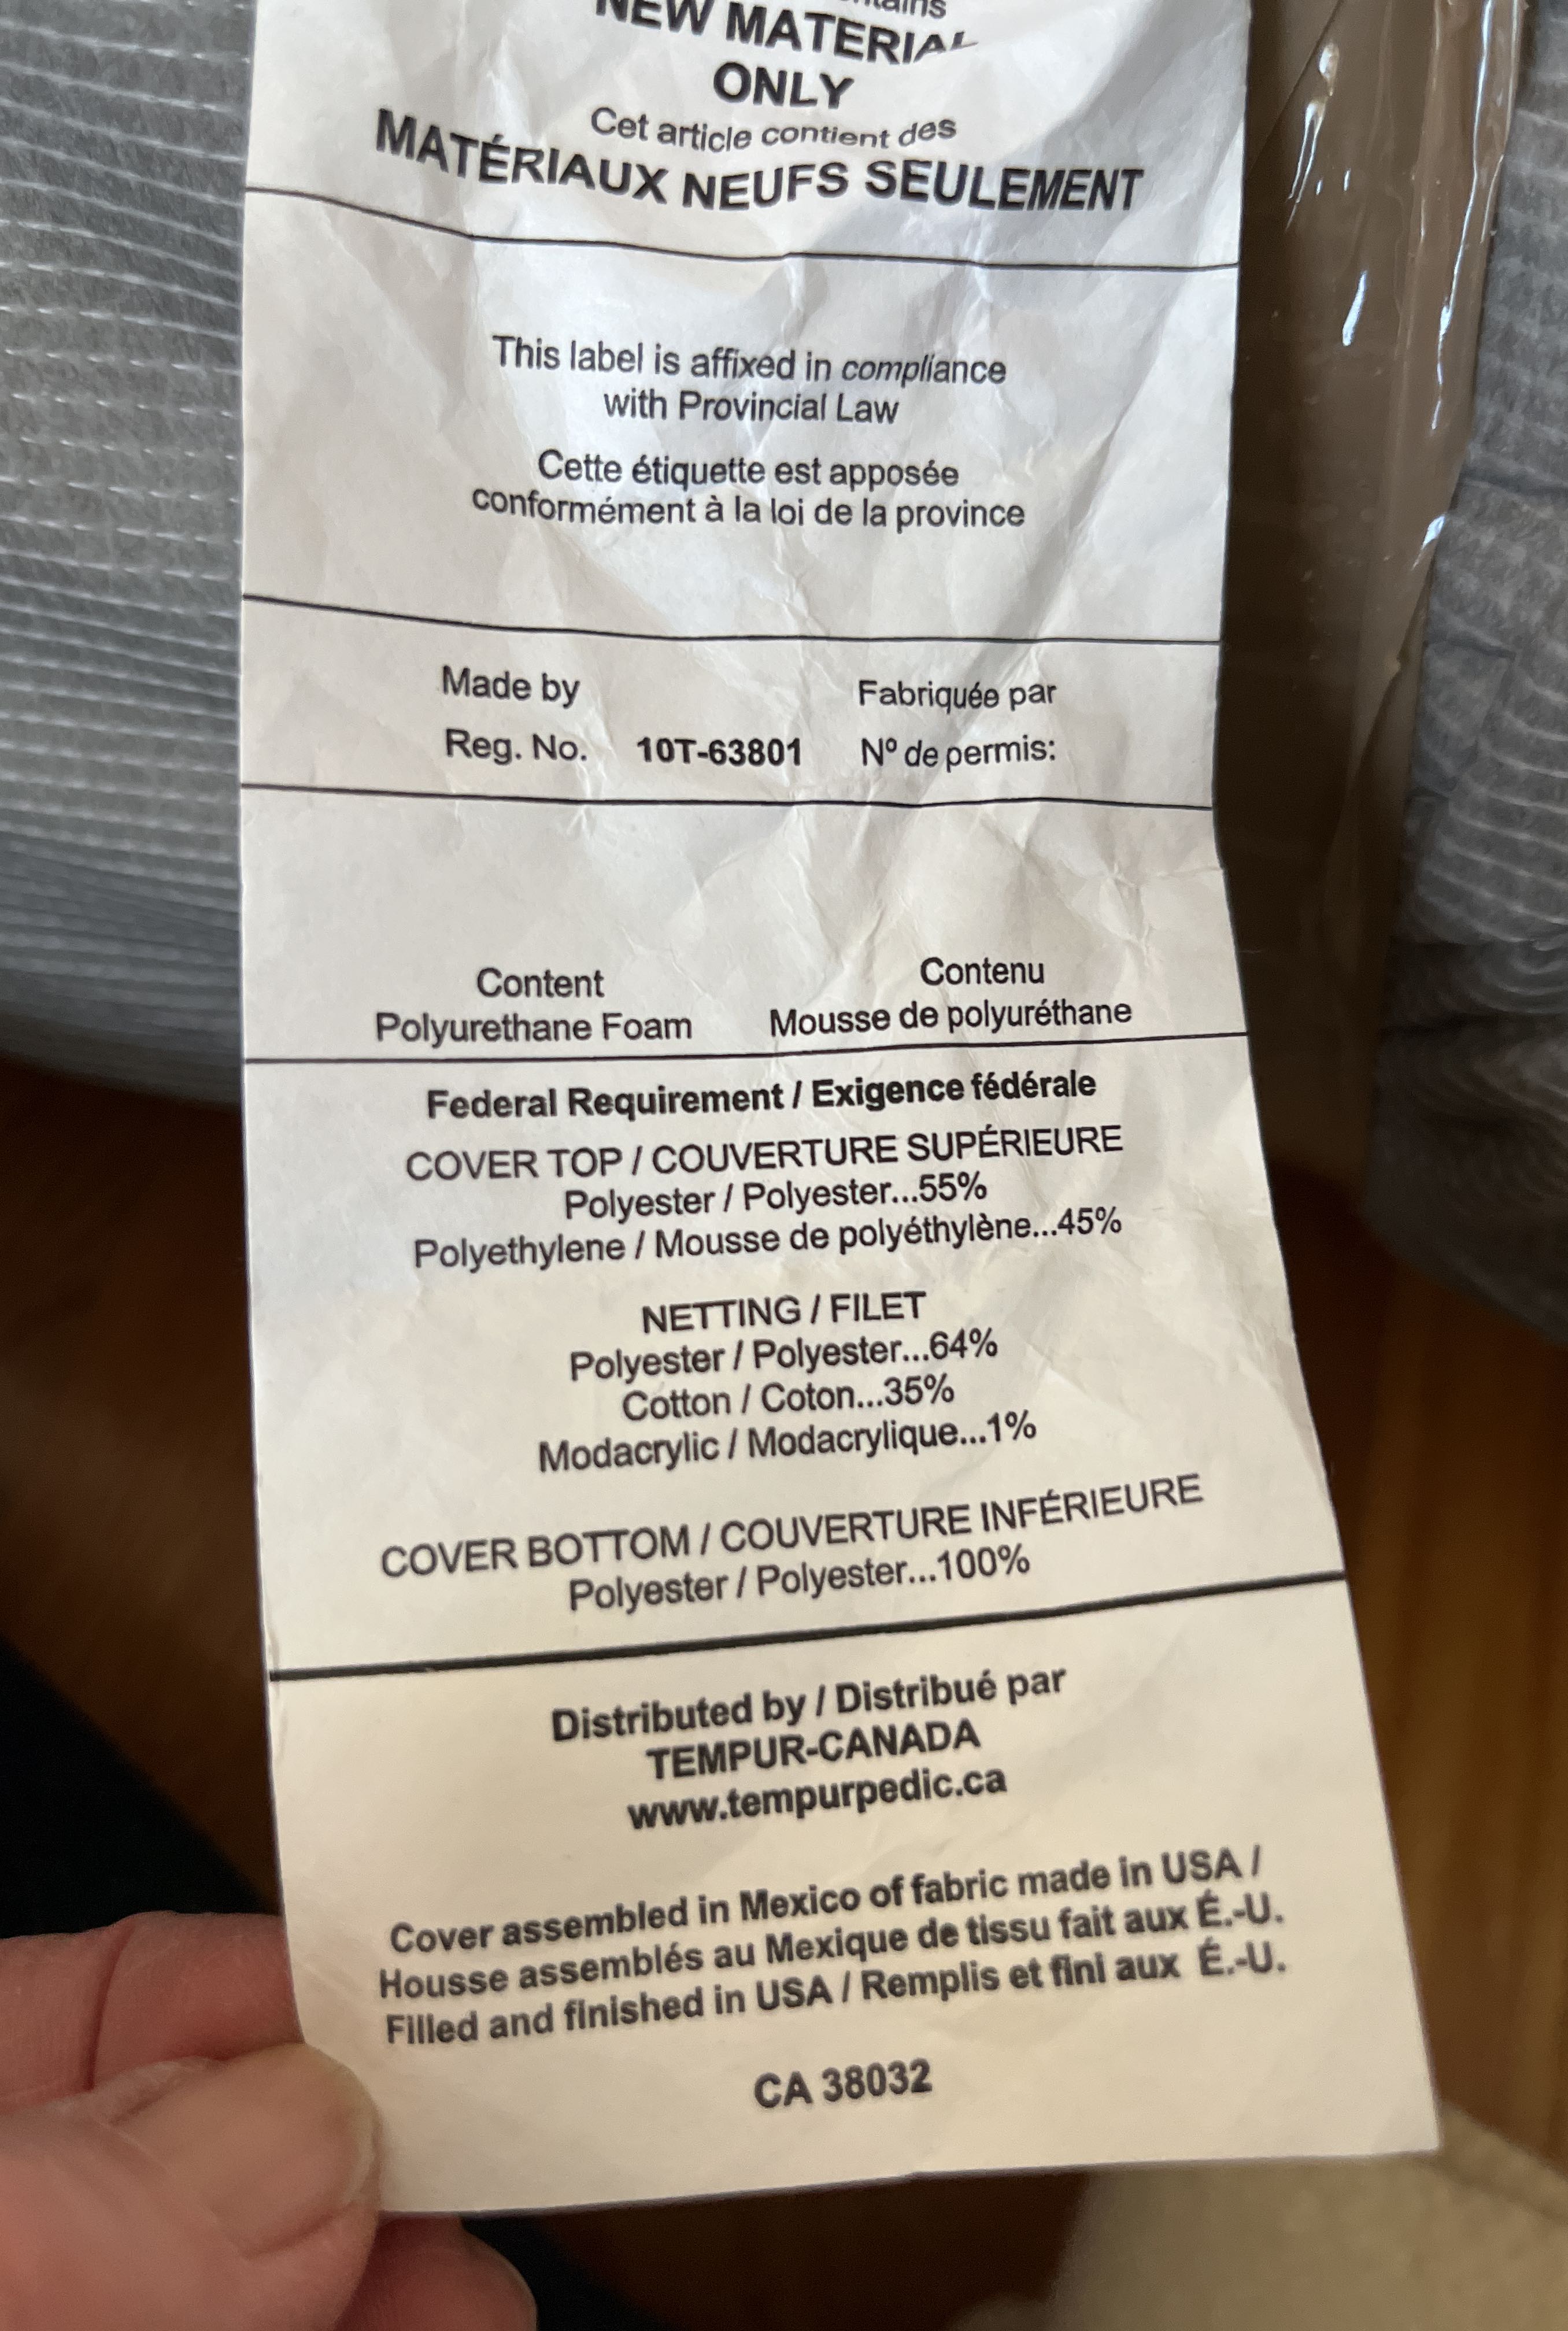 NEW MATERIAL
ONLY
Cet article contient des
MATÉRIAUX NEUFS SEULEMENT
This label is affixed in compliance
with Provincial Law
Cette étiquette est apposée
conformément à la loi de la province
Made by Fabriquée par
Reg. No. 10T-63801 Nº de permis:
Content Contenu
Polyurethane Foam Mousse de polyuréthane
Federal Requirement / Exigence fédérale
COVER TOP / COUVERTURE SUPÉRIEURE
Polyester / Polyester...55%
Polyethylene / Mousse de polyéthylène...45%
NETTING / FILET
Polyester / Polyester...64%
Cotton / Coton...35%
Modacrylic / Modacrylique...1%
COVER BOTTOM / COUVERTURE INFÉRIEURE
Polyester / Polyester...100%
Distributed by / Distribué par
TEMPUR-CANADA
www.tempurpedic.ca
Cover assembled in Mexico of fabric made in USA /
Housse assemblés au Mexique de tissu fait aux É.-U.
Filled and finished in USA / Remplis et fini aux É.-U.
CA 38032